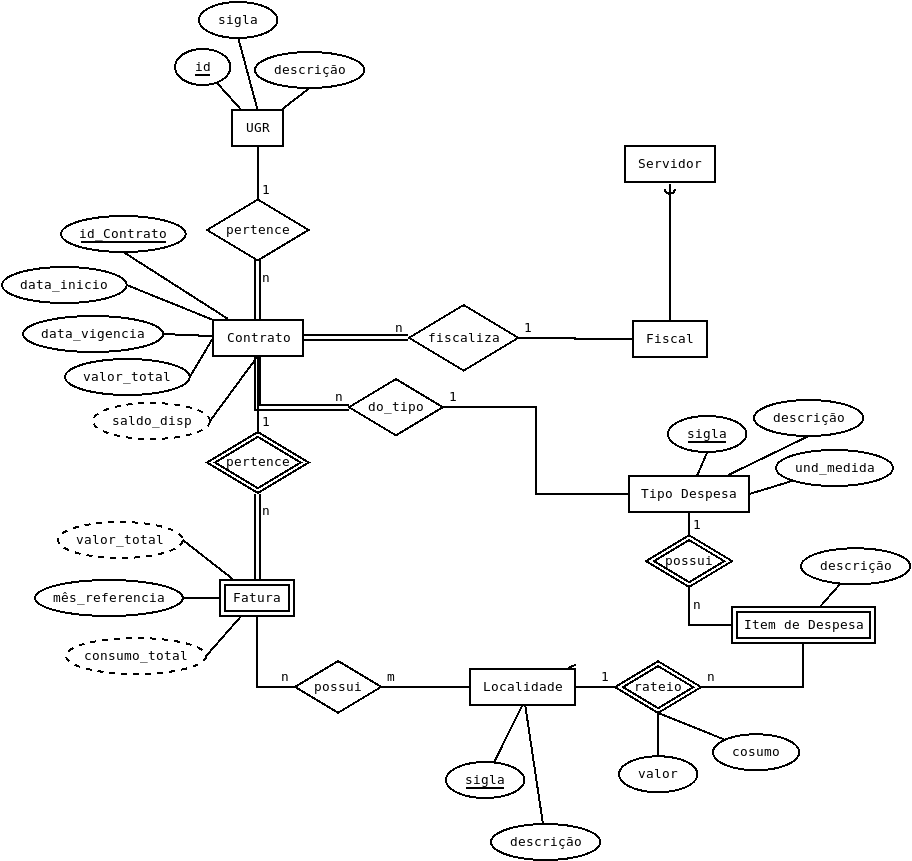 sigla
id
descrição
UGR
1
pertence
n
Servidor
id_Contrato
data_inicio
data_vigencia
valor_total
saldo_disp
Contrato
n
fiscaliza
1
Fiscal
n
do_tipo
1
1
pertence
n
sigla
descrição
und_medida
Tipo Despesa
1
possui
n
descrição
Item de Despesa
valor_total
mês_referencia
consumo_total
Fatura
n
possui
m
Localidade
1
rateio
n
sigla
descrição
valor
cosumo